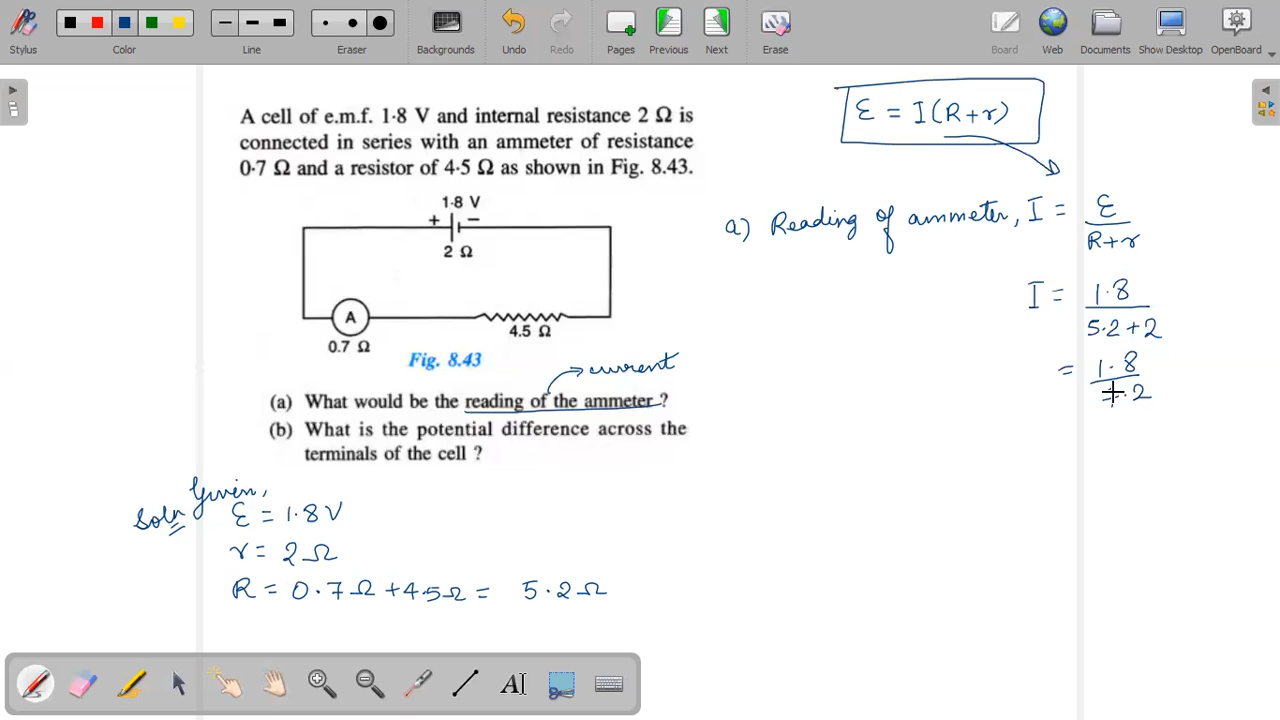 Stylus
Color
Line
Eraser
Backgrounds
Undo
Redo
Pages
Previous
Next
Erase
Board
Web
Documents
Show Desktop
OpenBoard
A cell of e.m.f. 1·8 V and internal resistance 2 Ω is
connected in series with an ammeter of resistance
0·7 Ω and a resistor of 4·5 Ω as shown in Fig. 8.43.
1·8 V
+ −
2 Ω
A
0.7 Ω
4.5 Ω
Fig. 8.43
current
(a) What would be the reading of the ammeter ?
(b) What is the potential difference across the
terminals of the cell ?
Soln Given,
Ɛ = 1.8 V
r = 2 Ω
R = 0.7 Ω + 4.5 Ω = 5.2 Ω
Ɛ = I(R+r)
a) Reading of ammeter, I = Ɛ
R+r
I = 1.8
5.2+2
= 1.8
7.2